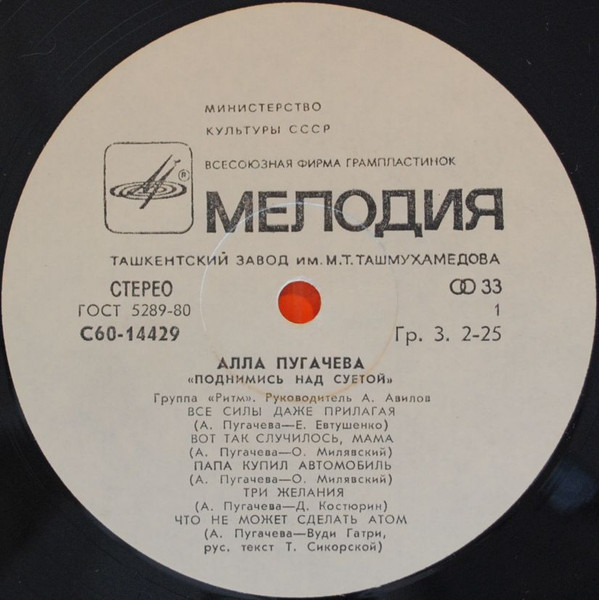 МИНИСТЕРСТВО
КУЛЬТУРЫ СССР
ВСЕСОЮЗНАЯ ФИРМА ГРАМПЛАСТИНОК
®
МЕЛОДИЯ
ТАШКЕНТСКИЙ ЗАВОД ИМ. М.Т. ТАШМУХАМЕДОВА
СТЕРЕО 33
ГОСТ 5289-80 1
С60-14429 Гр. 3. 2-25
АЛЛА ПУГАЧЕВА
«ПОДНИМИСЬ НАД СУЕТОЙ»
Группа «Ритм». Руководитель А. Авилов
ВСЕ СИЛЫ ДАЖЕ ПРИЛАГАЯ
(А. Пугачева—Е. Евтушенко)
ВОТ ТАК СЛУЧИЛОСЬ, МАМА
(А. Пугачева—О. Милявский)
ПАПА КУПИЛ АВТОМОБИЛЬ
(А. Пугачева—О. Милявский)
ТРИ ЖЕЛАНИЯ
(А. Пугачева—Д. Костюрин)
ЧТО НЕ МОЖЕТ СДЕЛАТЬ АТОМ
(А. Пугачева—Вуди Гатри,
рус. текст Т. Сикорской)